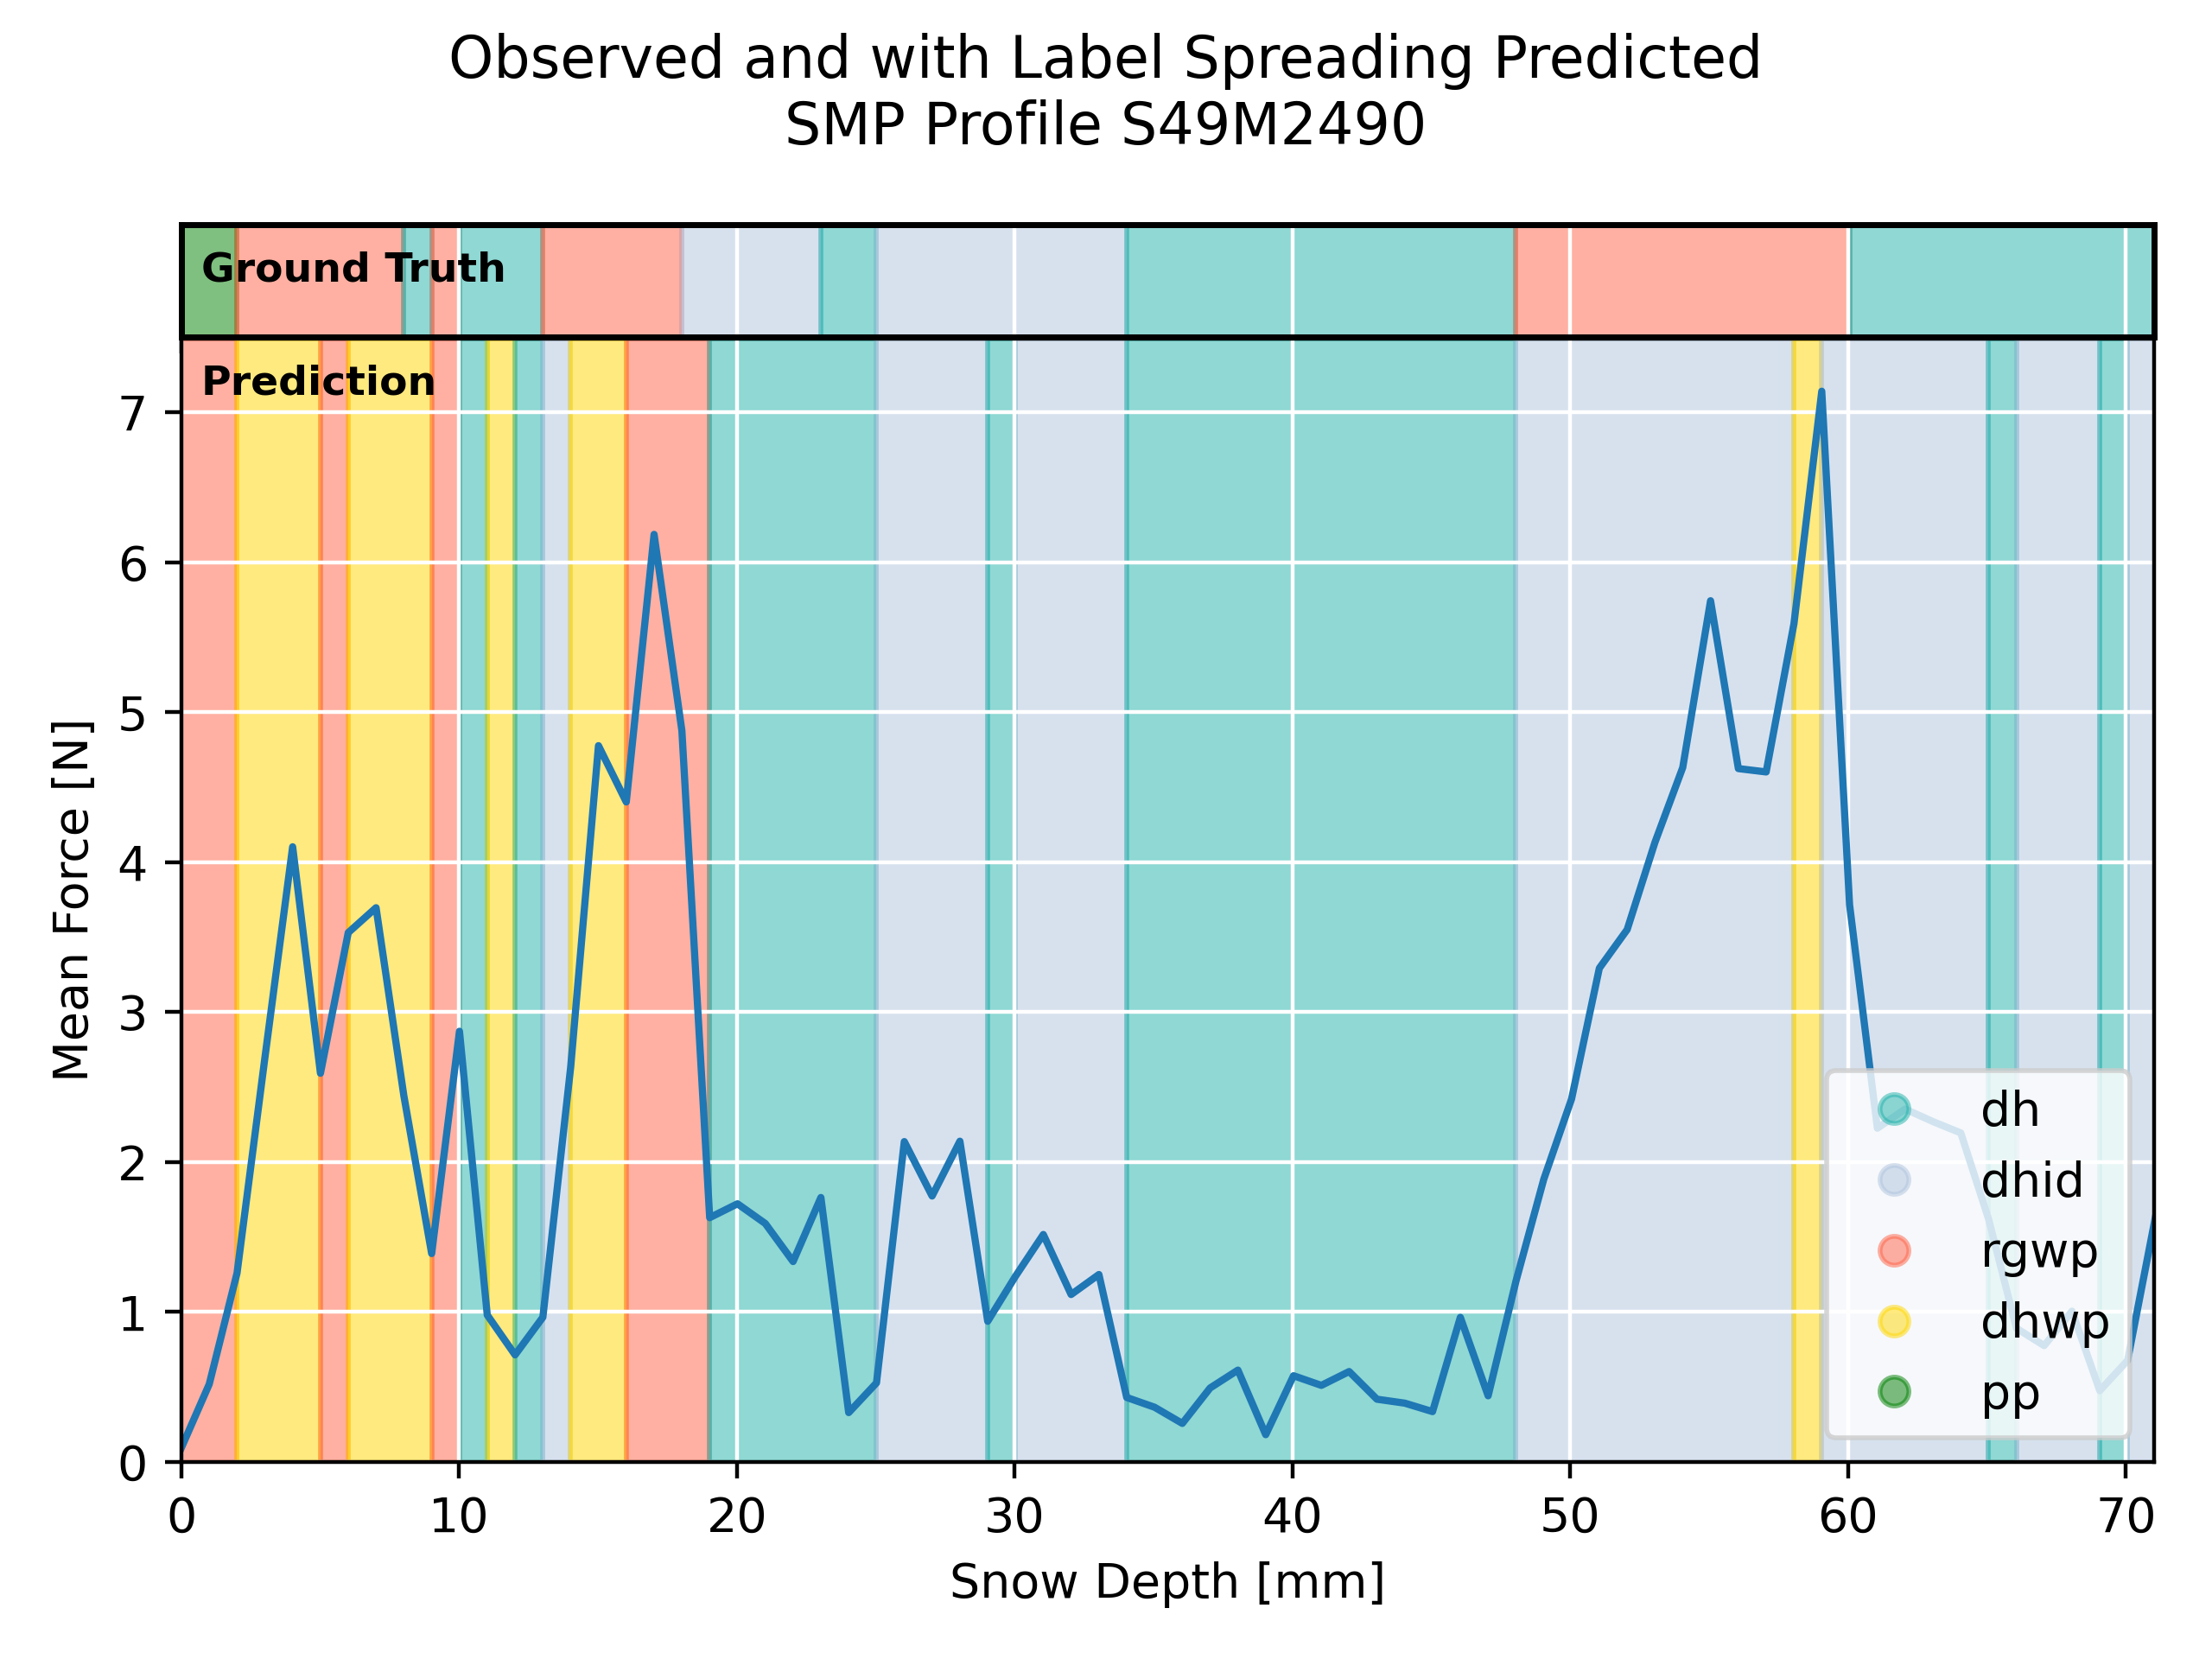 Observed and with Label Spreading Predicted
SMP Profile S49M2490
Ground Truth
Prediction
7
6
5
4
3
2
1
0
Mean Force [N]
dh
dhid
rgwp
dhwp
pp
0 10 20 30 40 50 60 70
Snow Depth [mm]